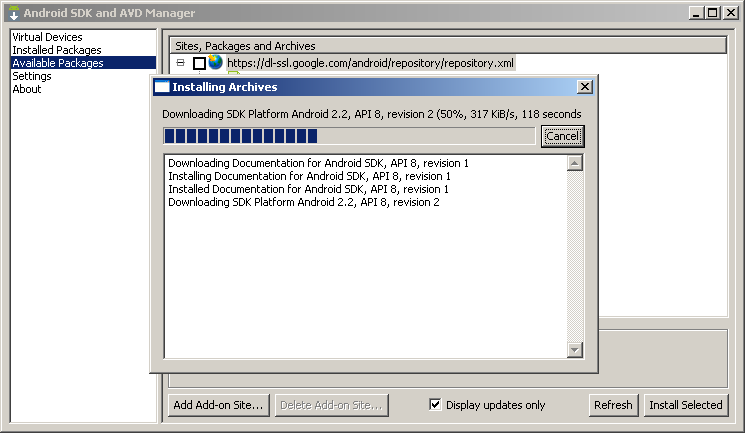 Android SDK and AVD Manager
Virtual Devices
Installed Packages
Available Packages
Settings
About
Sites, Packages and Archives
https://dl-ssl.google.com/android/repository/repository.xml
Installing Archives
Downloading SDK Platform Android 2.2, API 8, revision 2 (50%, 317 KiB/s, 118 seconds
Cancel
Downloading Documentation for Android SDK, API 8, revision 1
Installing Documentation for Android SDK, API 8, revision 1
Installed Documentation for Android SDK, API 8, revision 1
Downloading SDK Platform Android 2.2, API 8, revision 2
Add Add-on Site...
Delete Add-on Site...
Display updates only
Refresh
Install Selected